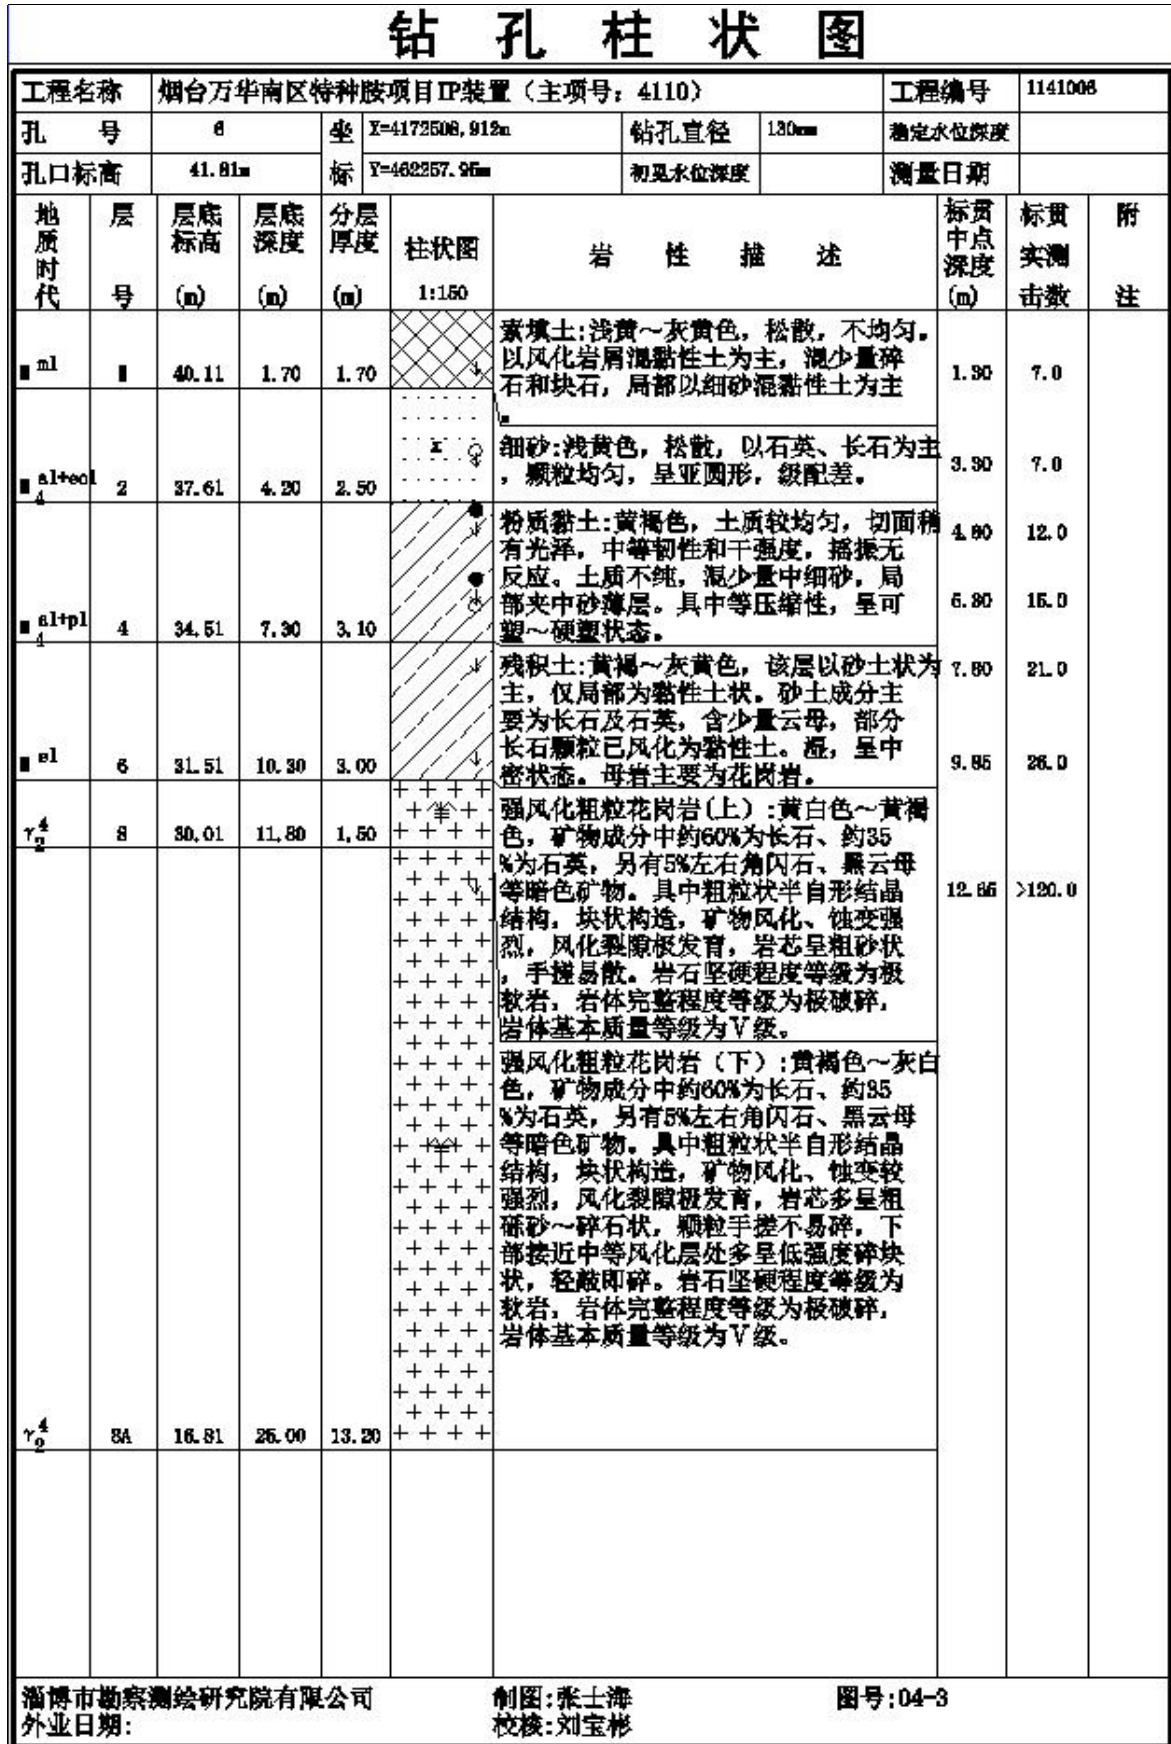 钻 孔 柱 状 图
工程名称 烟台万华南区特种胺项目IP装置（主项号：4110） 工程编号 1141006
孔 号 6 坐 X=4172508.912m 钻孔直径 130mm 稳定水位深度
孔口标高 41.81m 标 Y=462257.95m 初见水位深度 测量日期
地质时代 层号 层底标高(m) 层底深度(m) 分层厚度(m) 柱状图 1:150 岩 性 描 述 标贯中点深度(m) 标贯实测击数 附注
素填土:浅黄～灰黄色，松散，不均匀。
以风化岩屑混黏性土为主，混少量碎
石和块石，局部以细砂混黏性土为主
。
ml 40.11 1.70 1.70 1.30 7.0
细砂:浅黄色，松散，以石英、长石为主
，颗粒均匀，呈亚圆形，级配差。
al+eol 4 2 37.61 4.20 2.50 3.30 7.0
粉质黏土:黄褐色，土质较均匀，切面稍
有光泽，中等韧性和干强度，摇振无
反应。土质不纯，混少量中细砂，局
部夹中砂薄层。具中等压缩性，呈可
塑～硬塑状态。
al+pl 4 4 34.51 7.30 3.10 4.80 12.0
6.30 15.0
残积土:黄褐～灰黄色，该层以砂土状为
主，仅局部为黏性土状。砂土成分主
要为长石及石英，含少量云母，部分
长石颗粒已风化为黏性土。湿，呈中
密状态。母岩主要为花岗岩。
el 6 31.51 10.30 3.00 7.80 21.0
9.85 26.0
强风化粗粒花岗岩(上):黄白色～黄褐
色，矿物成分中约60%为长石、约35
%为石英，另有5%左右角闪石、黑云母
等暗色矿物。具中粗粒状半自形结晶
结构，块状构造，矿物风化、蚀变强
烈，风化裂隙极发育，岩芯呈粗砂状
，手搓易散。岩石坚硬程度等级为极
软岩，岩体完整程度等级为极破碎，
岩体基本质量等级为Ⅴ级。
γ 4 2 8 30.01 11.80 1.50
12.65 >120.0
强风化粗粒花岗岩（下）:黄褐色～灰白
色，矿物成分中约60%为长石、约35
%为石英，另有5%左右角闪石、黑云母
等暗色矿物。具中粗粒状半自形结晶
结构，块状构造，矿物风化、蚀变较
强烈，风化裂隙极发育，岩芯多呈粗
砾砂～碎石状，颗粒手搓不易碎，下
部接近中等风化层处多呈低强度碎块
状，轻敲即碎。岩石坚硬程度等级为
软岩，岩体完整程度等级为极破碎，
岩体基本质量等级为Ⅴ级。
γ 4 2 8A 16.81 25.00 13.20
淄博市勘察测绘研究院有限公司 制图:张士海 图号:04-3
外业日期: 校核:刘宝彬